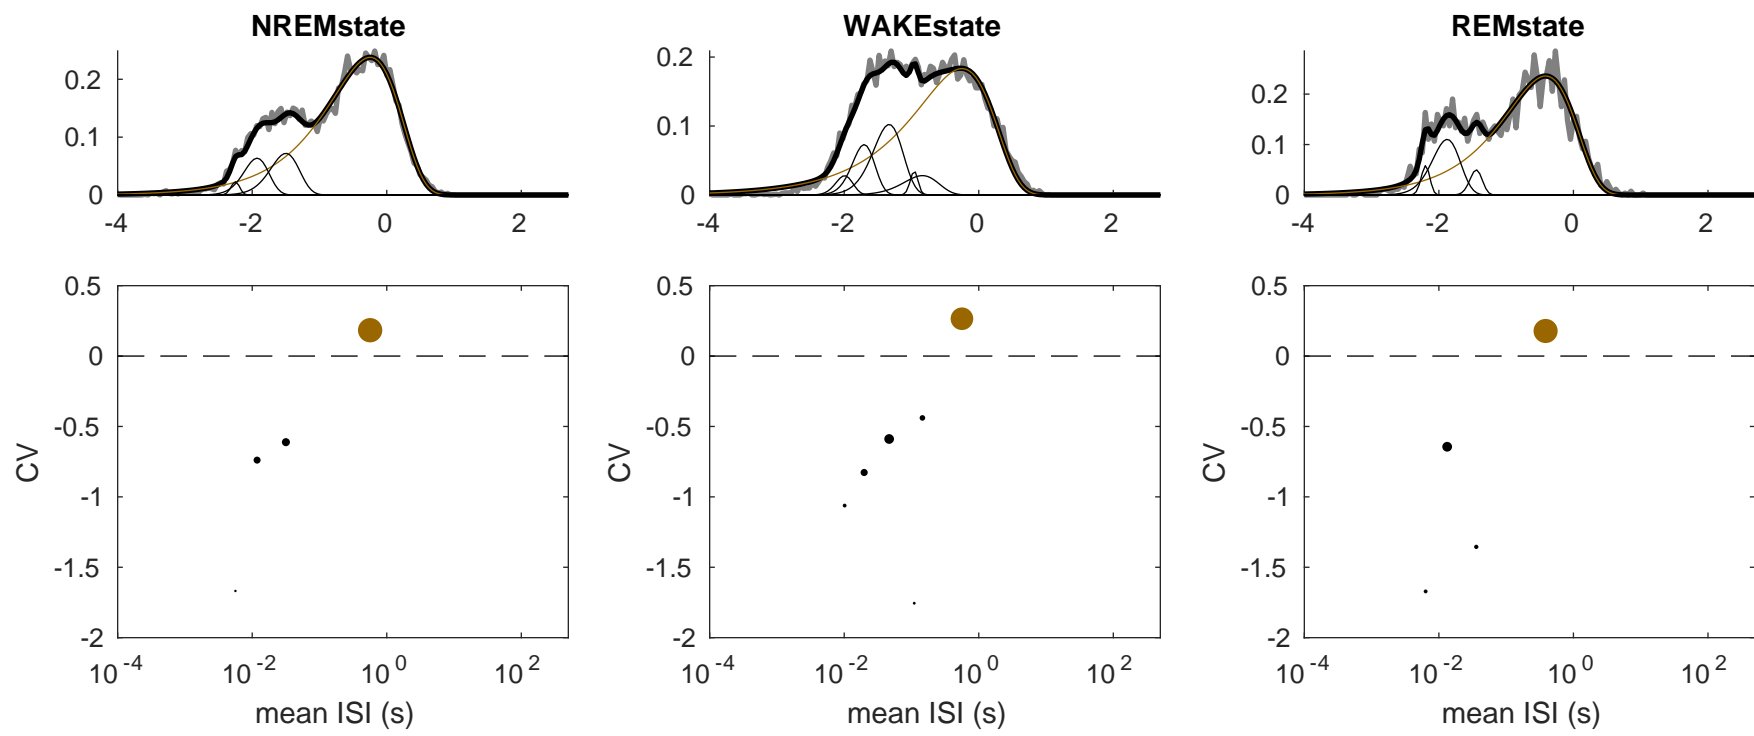 NREMstate WAKEstate REMstate
0.2 0.2 0.2
0.1 0.1 0.1
0 0 0
-4 -2 0 2 -4 -2 0 2 -4 -2 0 2
0.5 0.5 0.5
0 0 0
-0.5 -0.5 -0.5
CV CV CV
-1 -1 -1
-1.5 -1.5 -1.5
-2 -2 -2
10^-4 10^-2 10^0 10^2 10^-4 10^-2 10^0 10^2 10^-4 10^-2 10^0 10^2
mean ISI (s) mean ISI (s) mean ISI (s)